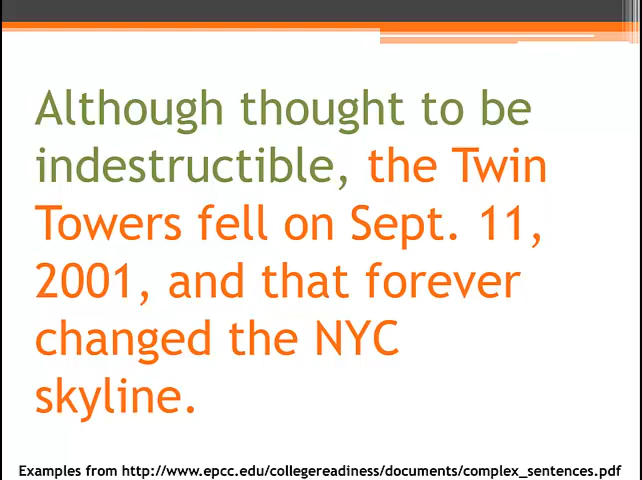 Although thought to be
indestructible, the Twin
Towers fell on Sept. 11,
2001, and that forever
changed the NYC
skyline.
Examples from http://www.epcc.edu/collegereadiness/documents/complex_sentences.pdf